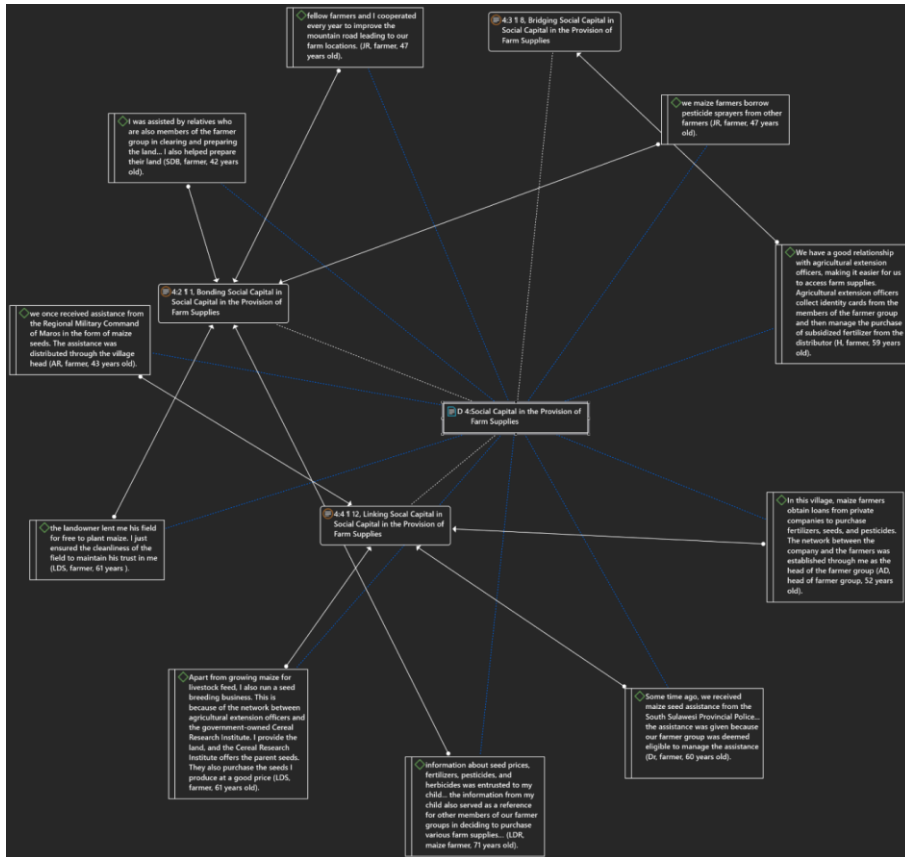 fellow farmers and I cooperated
every year to improve the
mountain road leading to our
farm locations. (JR, farmer, 47
years old).
4:3 ¶ 8, Bridging Social Capital in
Social Capital in the Provision of
Farm Supplies
we maize farmers borrow
pesticide sprayers from other
farmers (JR, farmer, 47 years
old).
I was assisted by relatives who
are also members of the farmer
group in clearing and preparing
the land... I also helped prepare
their land (SDB, farmer, 42 years
old).
We have a good relationship
with agricultural extension
officers, making it easier for us
to access farm supplies.
Agricultural extension officers
collect identity cards from the
members of the farmer group
and then manage the purchase
of subsidized fertilizer from the
distributor (H, farmer, 59 years
old).
4:2 ¶ 1, Bonding Social Capital in
Social Capital in the Provision of
Farm Supplies
we once received assistance from
the Regional Military Command
of Maros in the form of maize
seeds. The assistance was
distributed through the village
head (AR, farmer, 43 years old).
D 4:Social Capital in the Provision of
Farm Supplies
4:4 ¶ 12, Linking Socal Capital in
Social Capital in the Provision of
Farm Supplies
the landowner lent me his field
for free to plant maize. I just
ensured the cleanliness of the
field to maintain his trust in me
(LDS, farmer, 61 years ).
In this village, maize farmers
obtain loans from private
companies to purchase
fertilizers, seeds, and pesticides.
The network between the
company and the farmers was
established through me as the
head of the farmer group (AD,
head of farmer group, 52 years
old).
Apart from growing maize for
livestock feed, I also run a seed
breeding business. This is
because of the network between
agricultural extension officers and
the government-owned Cereal
Research Institute. I provide the
land, and the Cereal Research
Institute offers the parent seeds.
They also purchase the seeds I
produce at a good price (LDS,
farmer, 61 years old).
Some time ago, we received
maize seed assistance from the
South Sulawesi Provincial Police...
the assistance was given because
our farmer group was deemed
eligible to manage the assistance
(Dr, farmer, 60 years old).
information about seed prices,
fertilizers, pesticides, and
herbicides was entrusted to my
child... the information from my
child also served as a reference
for other members of our farmer
groups in deciding to purchase
various farm supplies... (LDR,
maize farmer, 71 years old).